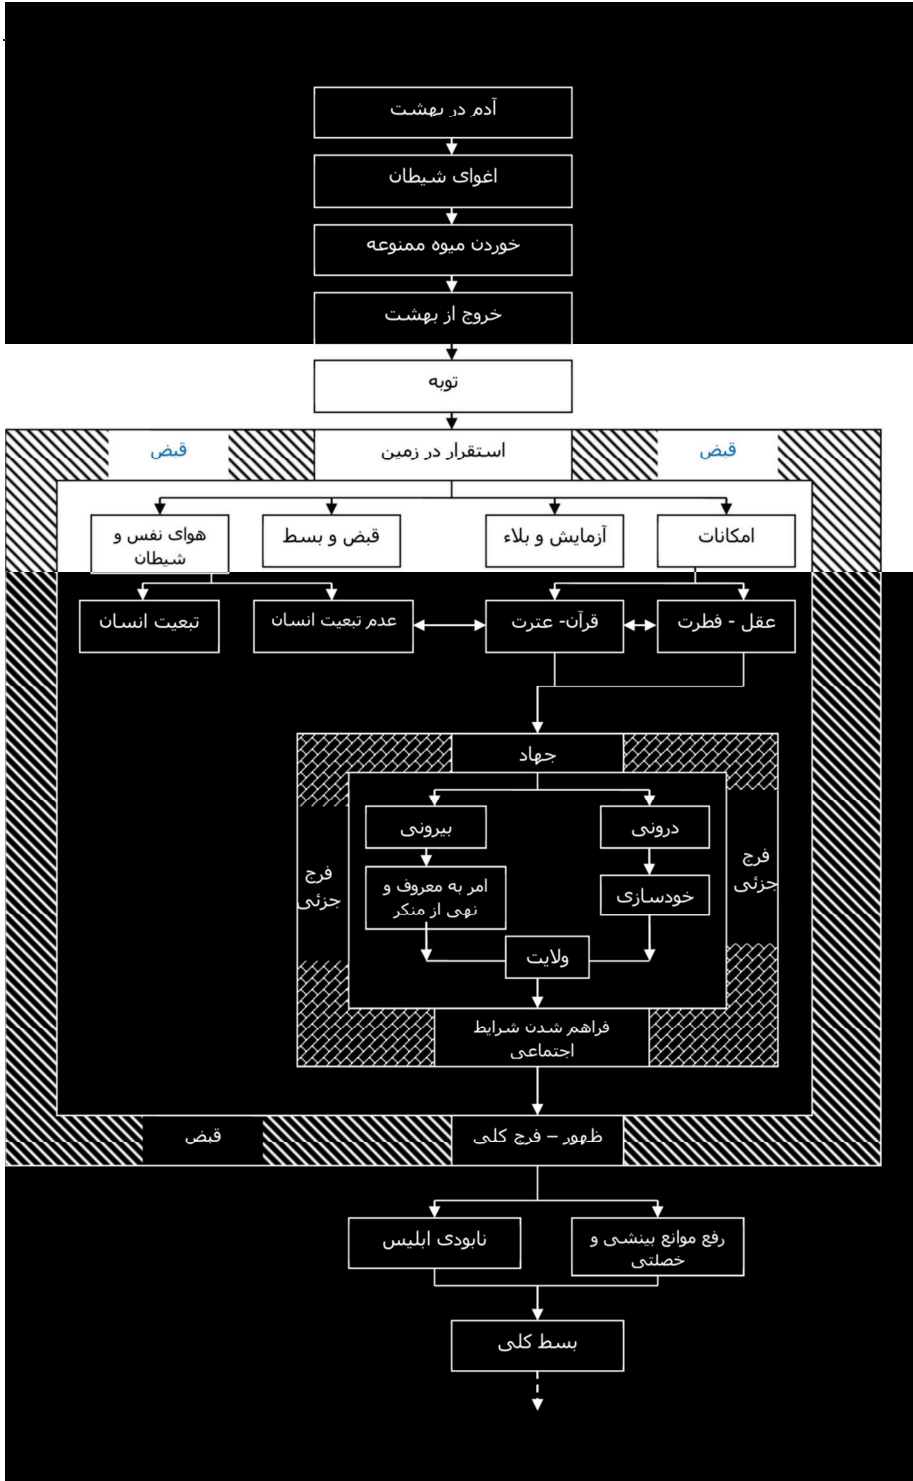 آدم در بهشت
اغوای شیطان
خوردن میوه ممنوعه
خروج از بهشت
توبه
قبض
استقرار در زمین
قبض
امکانات
آزمایش و بلاء
قبض و بسط
هوای نفس و
شیطان
عقل - فطرت
قرآن- عترت
عدم تبعیت انسان
تبعیت انسان
جهاد
درونی
بیرونی
فرج
جزئی
خودسازی
امر به معروف و
نهی از منکر
فرج
جزئی
ولایت
فراهم شدن شرایط
اجتماعی
ظهور – فرج کلی
قبض
رفع موانع بینشی و
خصلتی
نابودی ابلیس
بسط کلی